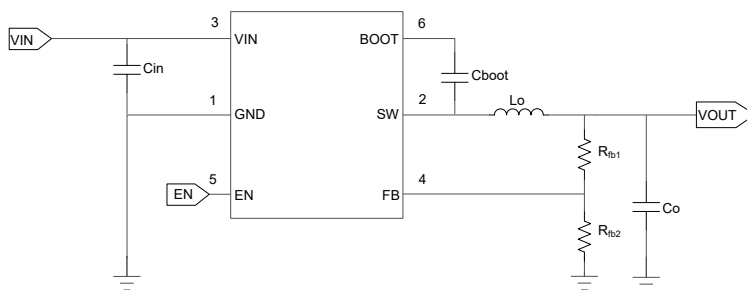 3
6
VIN
VIN
BOOT
Cin
Cboot
1
2
Lo
GND
SW
VOUT
Rfb1
5
4
EN
EN
FB
Co
Rfb2